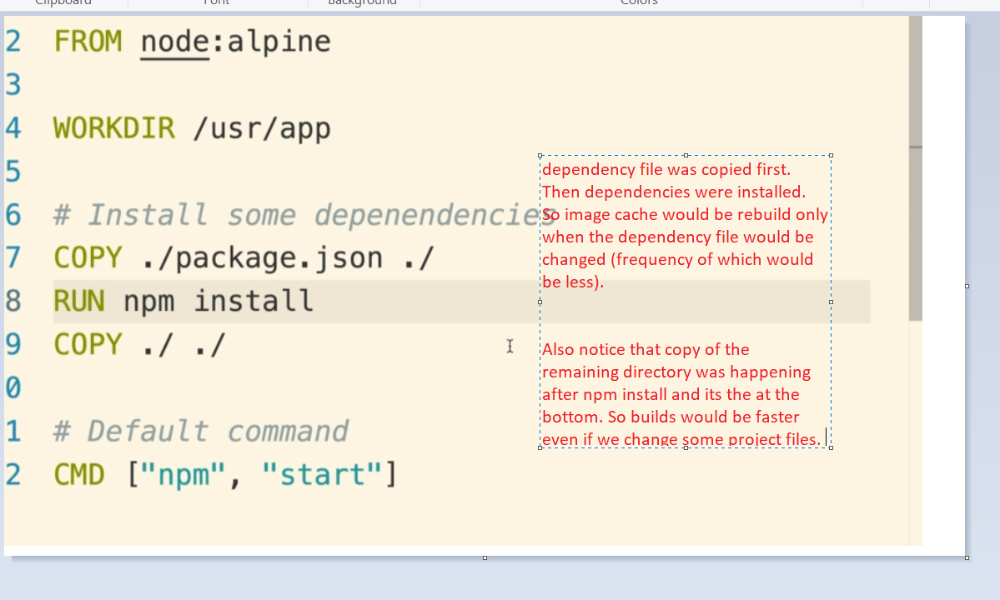 Clipboard Font Background Colors
2 FROM node:alpine
3
4 WORKDIR /usr/app
5
6 # Install some depenendencies
7 COPY ./package.json ./
8 RUN npm install
9 COPY ./ ./
0
1 # Default command
2 CMD ["npm", "start"]
dependency file was copied first.
Then dependencies were installed.
So image cache would be rebuild only
when the dependency file would be
changed (frequency of which would
be less).
Also notice that copy of the
remaining directory was happening
after npm install and its the at the
bottom. So builds would be faster
even if we change some project files.